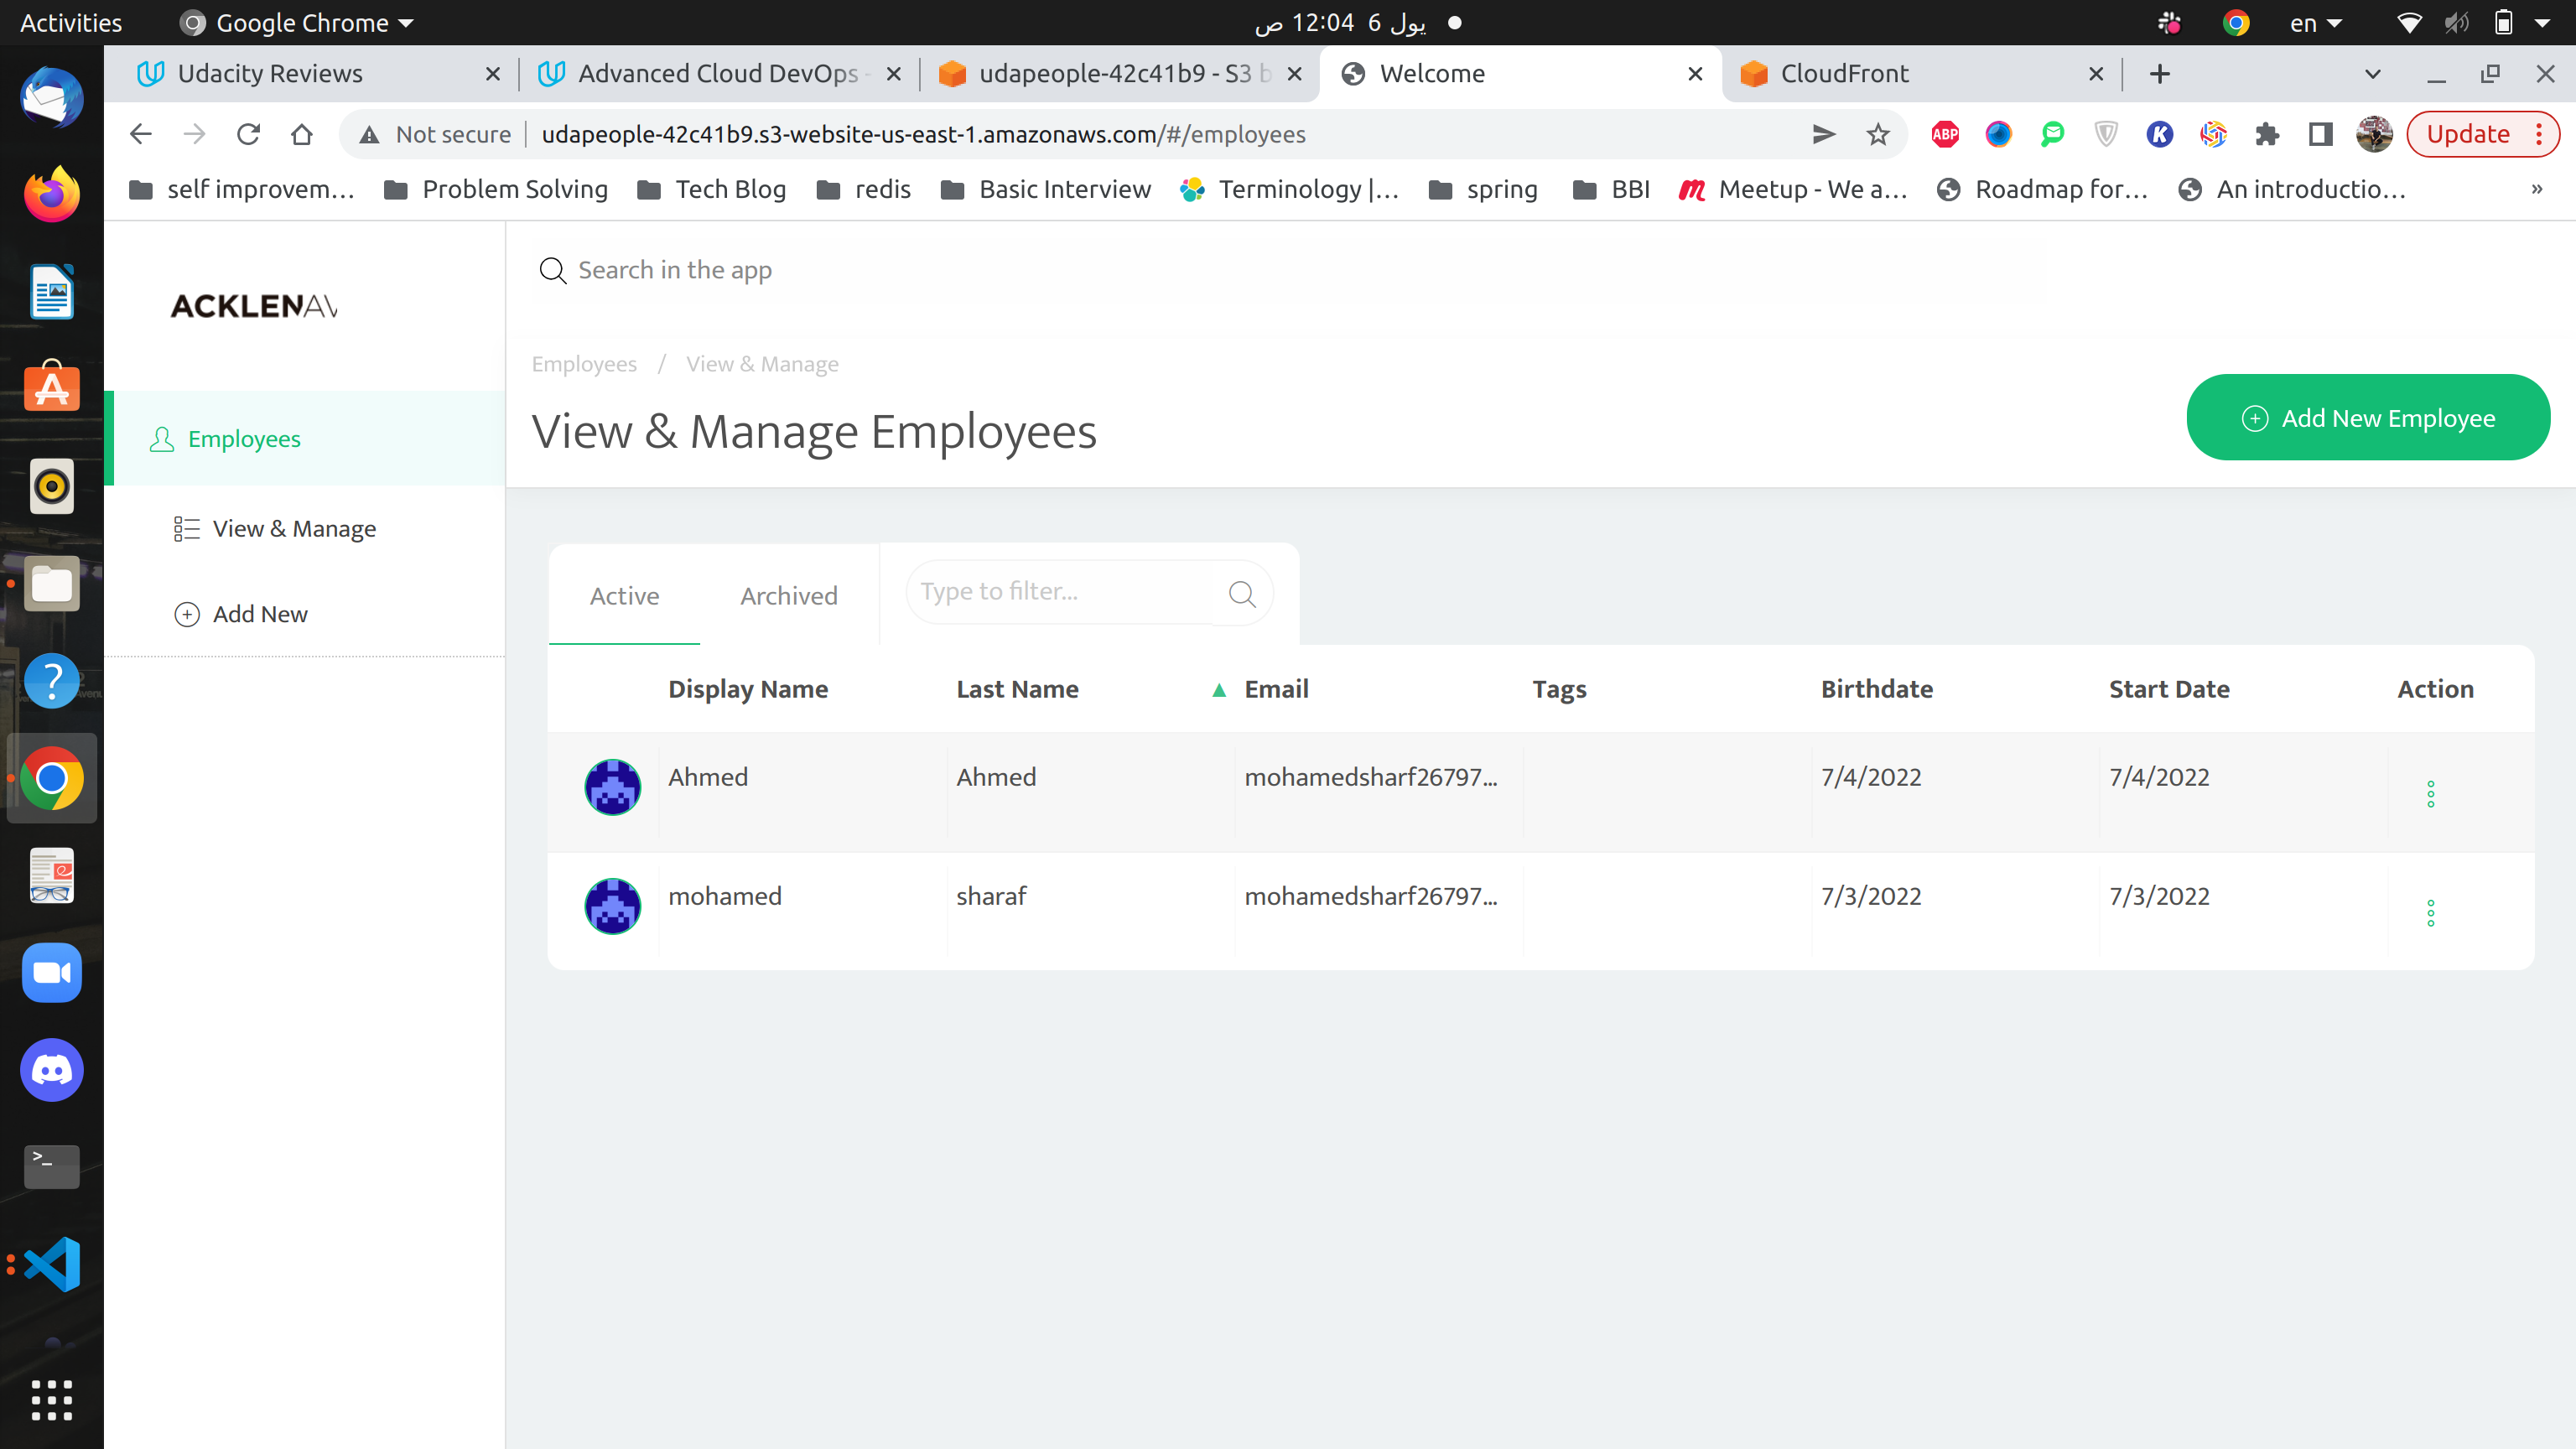 Activities
Google Chrome
12:04 ص
6 يول
en
Udacity Reviews
Advanced Cloud DevOps -
udapeople-42c41b9 - S3 b
Welcome
CloudFront
Not secure
udapeople-42c41b9.s3-website-us-east-1.amazonaws.com/#/employees
ABP
K
Update
self improvem...
Problem Solving
Tech Blog
redis
Basic Interview
Terminology |...
spring
BBI
Meetup - We a...
Roadmap for...
An introductio...
»
ACKLENAV
Search in the app
Employees / View & Manage
View & Manage Employees
Add New Employee
Employees
View & Manage
Add New
Active
Archived
Type to filter...
Display Name
Last Name
Email
Tags
Birthdate
Start Date
Action
Ahmed
Ahmed
mohamedsharf26797...
7/4/2022
7/4/2022
mohamed
sharaf
mohamedsharf26797...
7/3/2022
7/3/2022